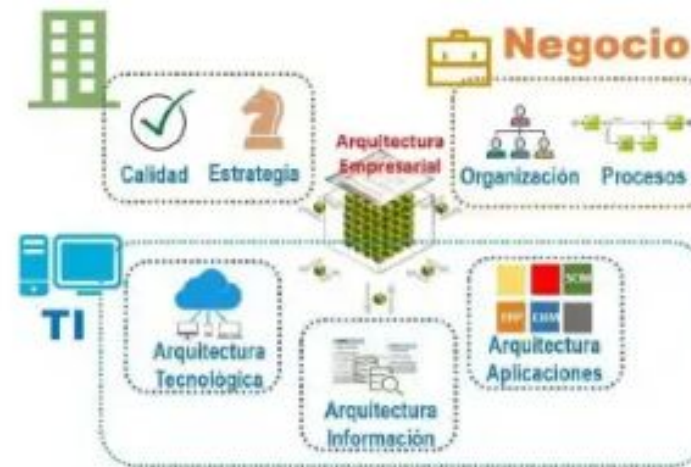 Negocio
Calidad
Estrategia
Arquitectura
Empresarial
Organización
Procesos
TI
Arquitectura
Tecnológica
Arquitectura
Información
SCM
ERP
CRM
Arquitectura
Aplicaciones